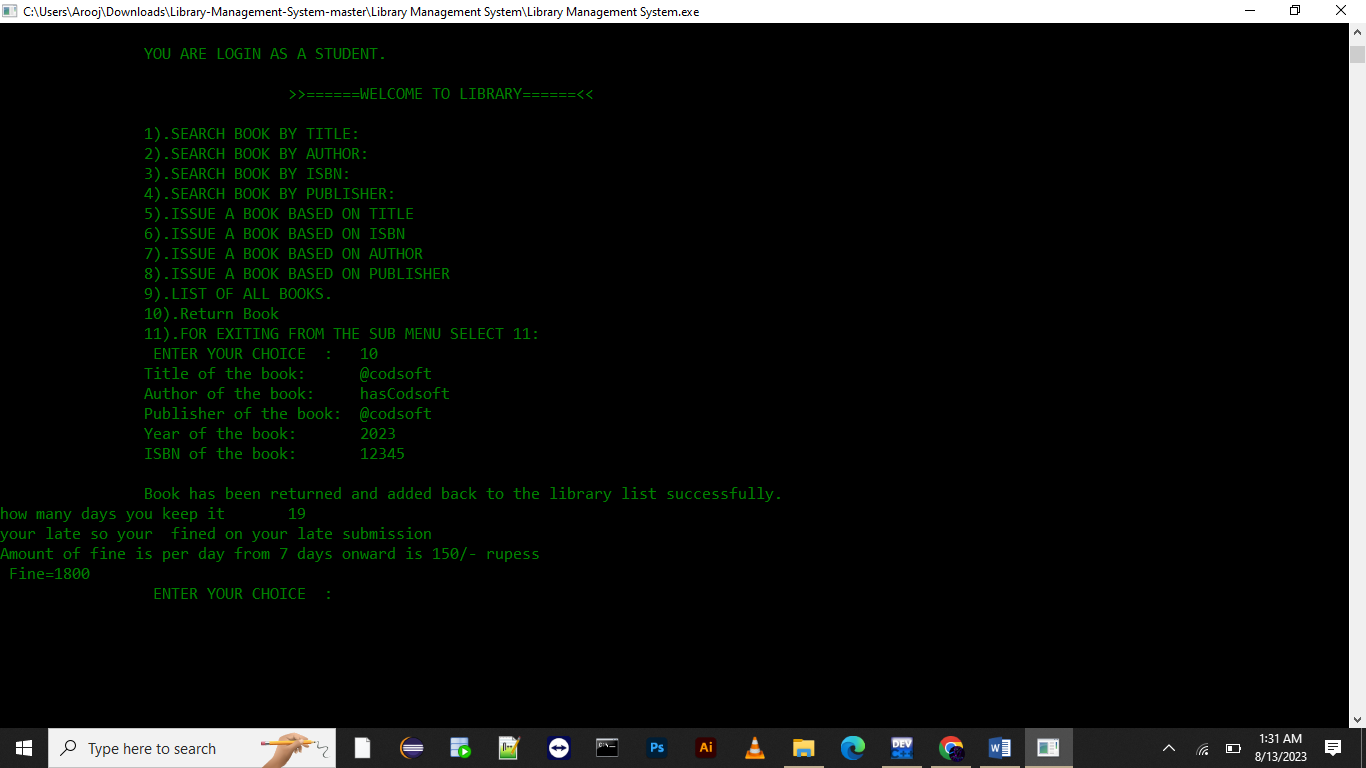 C:\Users\Arooj\Downloads\Library-Management-System-master\Library Management System\Library Management System.exe
YOU ARE LOGIN AS A STUDENT.
>>======WELCOME TO LIBRARY======<<
1).SEARCH BOOK BY TITLE:
2).SEARCH BOOK BY AUTHOR:
3).SEARCH BOOK BY ISBN:
4).SEARCH BOOK BY PUBLISHER:
5).ISSUE A BOOK BASED ON TITLE
6).ISSUE A BOOK BASED ON ISBN
7).ISSUE A BOOK BASED ON AUTHOR
8).ISSUE A BOOK BASED ON PUBLISHER
9).LIST OF ALL BOOKS.
10).Return Book
11).FOR EXITING FROM THE SUB MENU SELECT 11:
ENTER YOUR CHOICE  :   10
Title of the book:      @codsoft
Author of the book:     hasCodsoft
Publisher of the book:  @codsoft
Year of the book:       2023
ISBN of the book:       12345
Book has been returned and added back to the library list successfully.
how many days you keep it       19
your late so your  fined on your late submission
Amount of fine is per day from 7 days onward is 150/- rupess
Fine=1800
ENTER YOUR CHOICE  :
Type here to search
C:\_
Ps
Ai
DEV
W
1:31 AM
8/13/2023